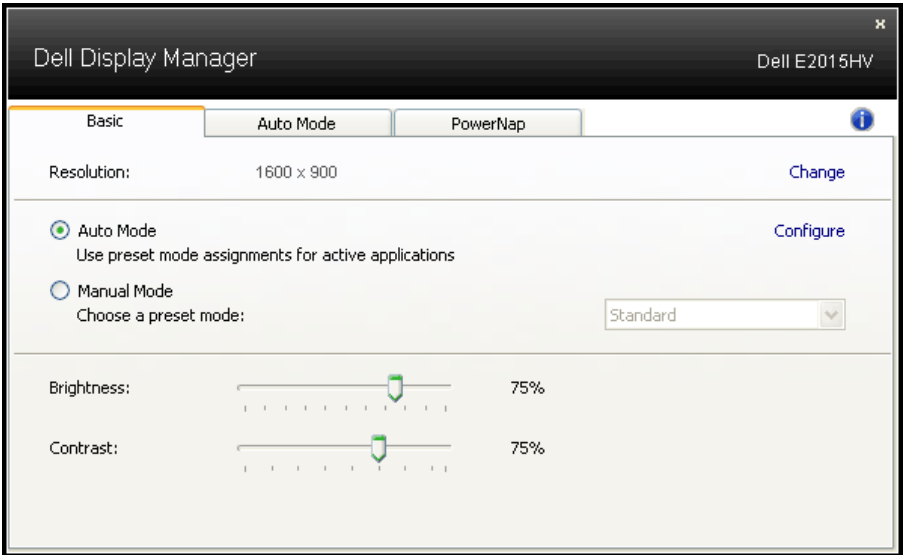 x
Dell Display Manager
Dell E2015HV
Basic Auto Mode PowerNap i
Resolution: 1600 x 900 Change
Auto Mode Configure
Use preset mode assignments for active applications
Manual Mode
Choose a preset mode: Standard
Brightness: 75%
Contrast: 75%